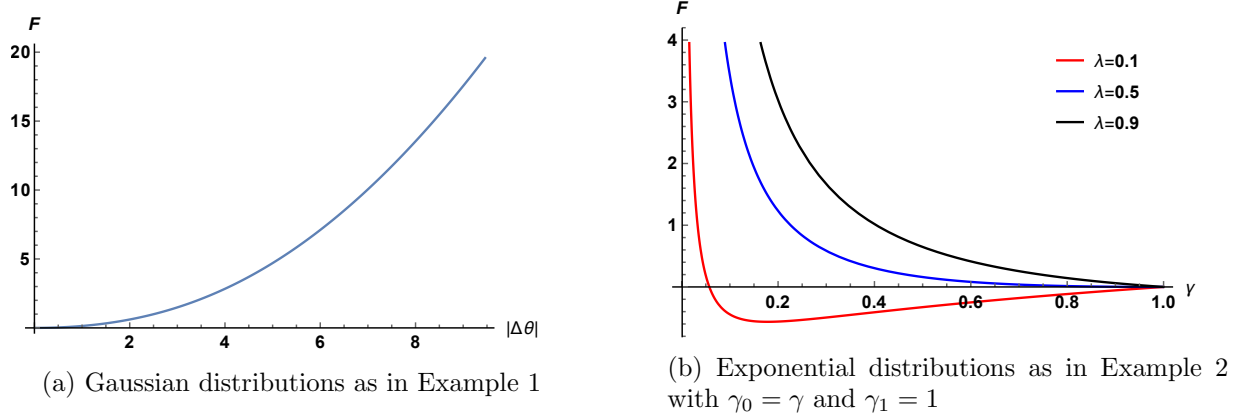 F
20
15
10
5
2
4
6
8
|Δθ|
(a) Gaussian distributions as in Example 1
F
4
3
2
1
0.2
0.4
0.6
0.8
1.0
γ
λ=0.1
λ=0.5
λ=0.9
(b) Exponential distributions as in Example 2
with γ₀ = γ and γ₁ = 1